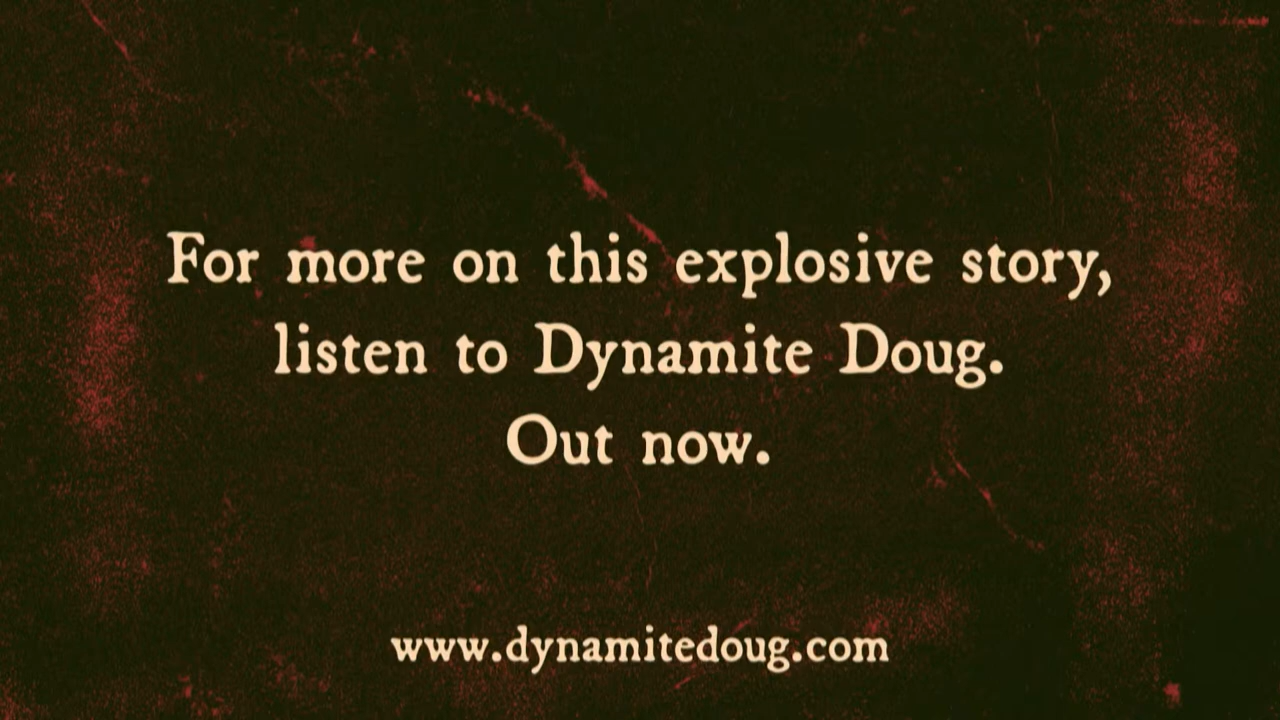 For more on this explosive story,
listen to Dynamite Doug.
Out now.
www.dynamitedoug.com